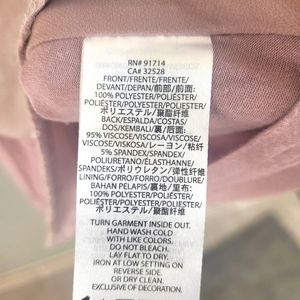 RN# 91714
CA# 32528
FRONT/FRENTE/FRENTE/
DEVANT/DEPAN/前部/前面:
100% POLYESTER/POLIÉSTER/
POLYESTER/POLIÉSTER/POLYESTER/
ポリエステル/聚酯纤维
BACK/ESPALDA/COSTAS/
DOS/KEMBALI/裏/后面:
95% VISCOSE/VISCOSA/VISCOSE/
VISCOSE/VISKOSA/レーヨン/粘纤
5% SPANDEX/SPANDEX/
POLIURETANO/ÉLASTHANNE/
SPANDEKS/ポリウレタン/弹性纤维
LINING/FORRO/FORRO/DOUBLURE/
BAHAN PELAPIS/裏地/里布:
100% POLYESTER/POLIÉSTER/
POLIÉSTER/POLYESTER/POLYESTER/
ポリエステル/聚酯纤维
TURN GARMENT INSIDE OUT.
HAND WASH COLD
WITH LIKE COLORS.
DO NOT BLEACH.
LAY FLAT TO DRY.
IRON AT LOW SETTING ON
REVERSE SIDE.
OR DRY CLEAN.
EXCLUSIVE OF DECORATION.